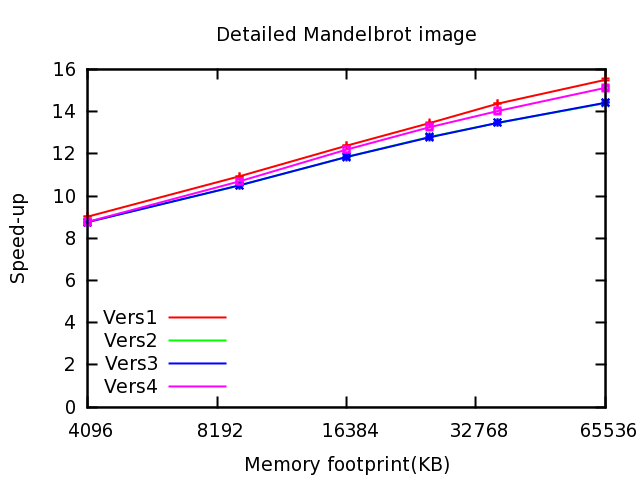 Detailed Mandelbrot image
16
14
12
10
8
6
4
2
0
Speed-up
Vers1
Vers2
Vers3
Vers4
4096 8192 16384 32768 65536
Memory footprint(KB)